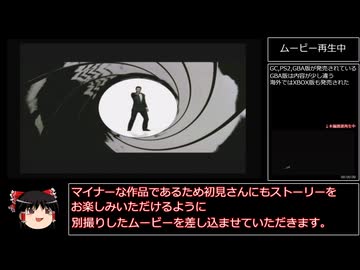 ムービー再生中
GC,PS2,GBA版が発売されている
GBA版は内容が少し違う
海外ではXBOX版も発売された
マイナーな作品であるため初見さんにもストーリーを
お楽しみいただけるように
別撮りしたムービーを差し込ませていただきます。